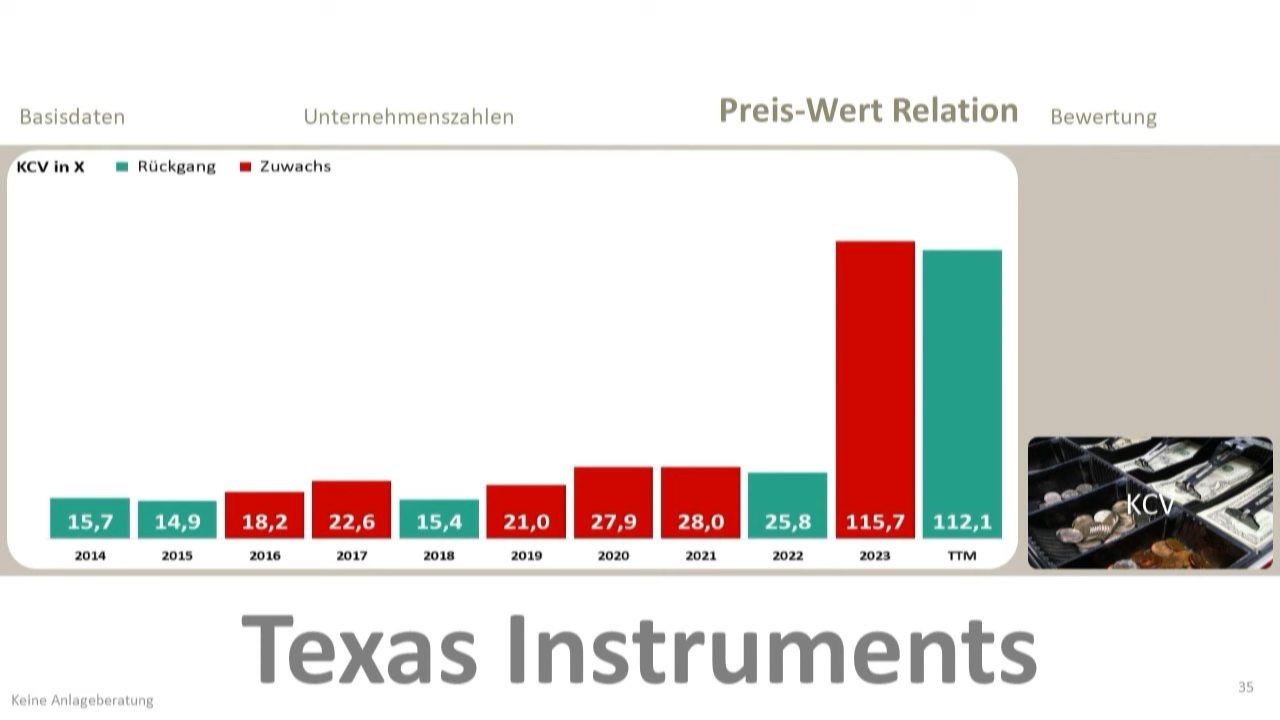 Basisdaten Unternehmenszahlen Preis-Wert Relation Bewertung
KCV in X Rückgang Zuwachs
15,7 14,9 18,2 22,6 15,4 21,0 27,9 28,0 25,8 115,7 112,1
2014 2015 2016 2017 2018 2019 2020 2021 2022 2023 TTM
KCV
Texas Instruments
Keine Anlageberatung
35